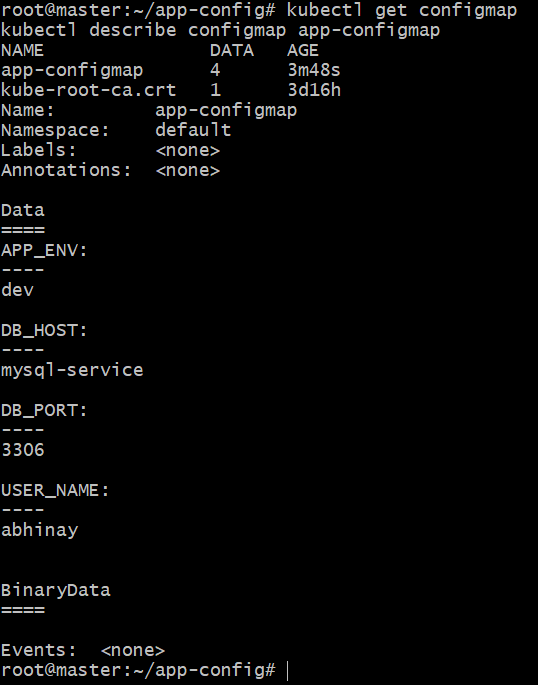 root@master:~/app-config# kubectl get configmap
kubectl describe configmap app-configmap
NAME               DATA   AGE
app-configmap      4      3m48s
kube-root-ca.crt   1      3d16h
Name:         app-configmap
Namespace:    default
Labels:       <none>
Annotations:  <none>

Data
====
APP_ENV:
----
dev

DB_HOST:
----
mysql-service

DB_PORT:
----
3306

USER_NAME:
----
abhinay


BinaryData
====

Events:  <none>
root@master:~/app-config#